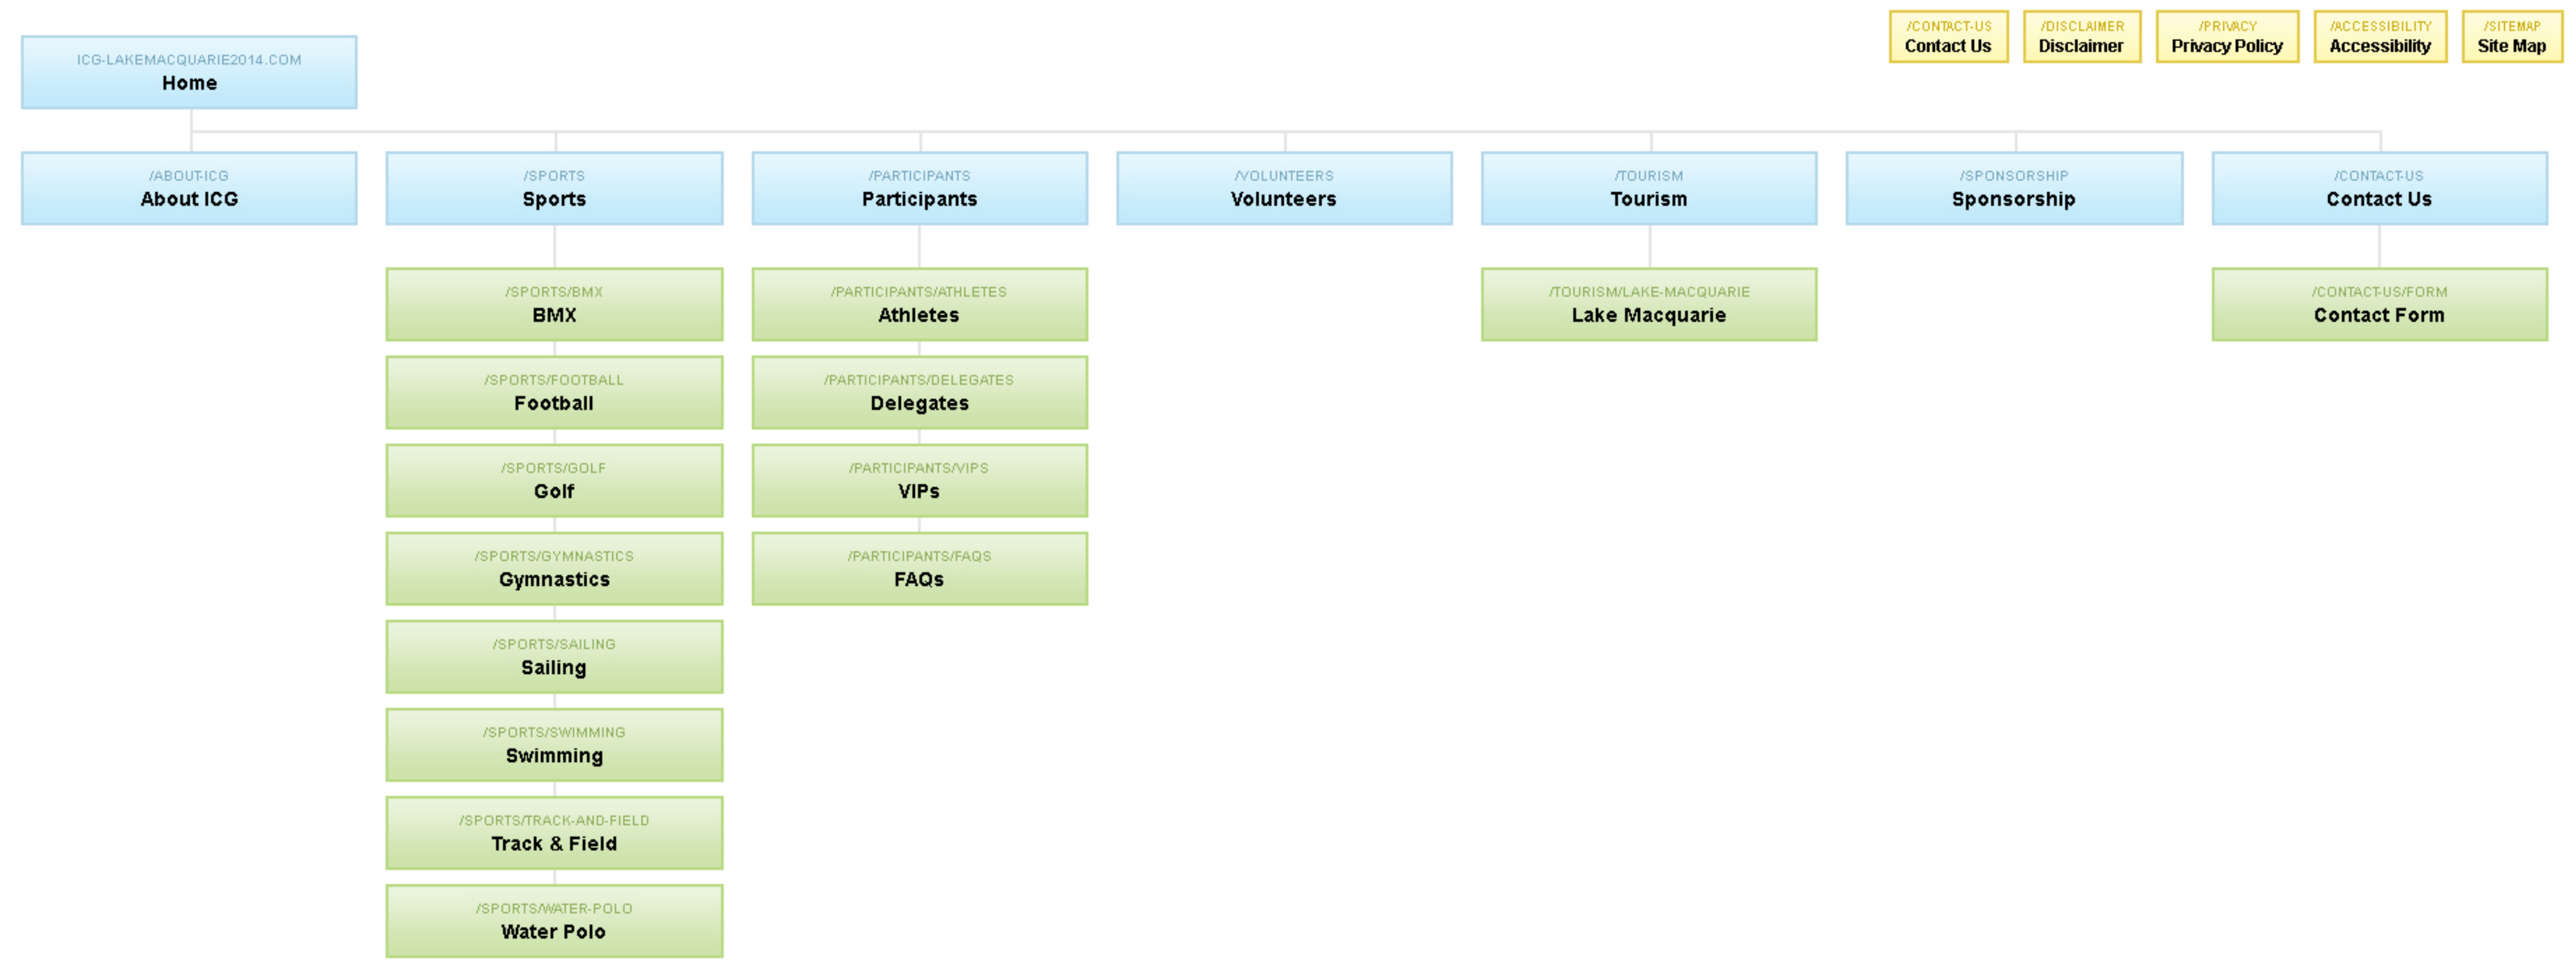 /CONTACT-US
Contact Us
/DISCLAIMER
Disclaimer
/PRIVACY
Privacy Policy
/ACCESSIBILITY
Accessibility
/SITEMAP
Site Map
ICG-LAKEMACQUARIE2014.COM
Home
/ABOUT-ICG
About ICG
/SPORTS
Sports
/PARTICIPANTS
Participants
/VOLUNTEERS
Volunteers
/TOURISM
Tourism
/SPONSORSHIP
Sponsorship
/CONTACT-US
Contact Us
/SPORTS/BMX
BMX
/SPORTS/FOOTBALL
Football
/SPORTS/GOLF
Golf
/SPORTS/GYMNASTICS
Gymnastics
/SPORTS/SAILING
Sailing
/SPORTS/SWIMMING
Swimming
/SPORTS/TRACK-AND-FIELD
Track & Field
/SPORTS/WATER-POLO
Water Polo
/PARTICIPANTS/ATHLETES
Athletes
/PARTICIPANTS/DELEGATES
Delegates
/PARTICIPANTS/VIPS
VIPs
/PARTICIPANTS/FAQS
FAQs
/TOURISM/LAKE-MACQUARIE
Lake Macquarie
/CONTACT-US/FORM
Contact Form